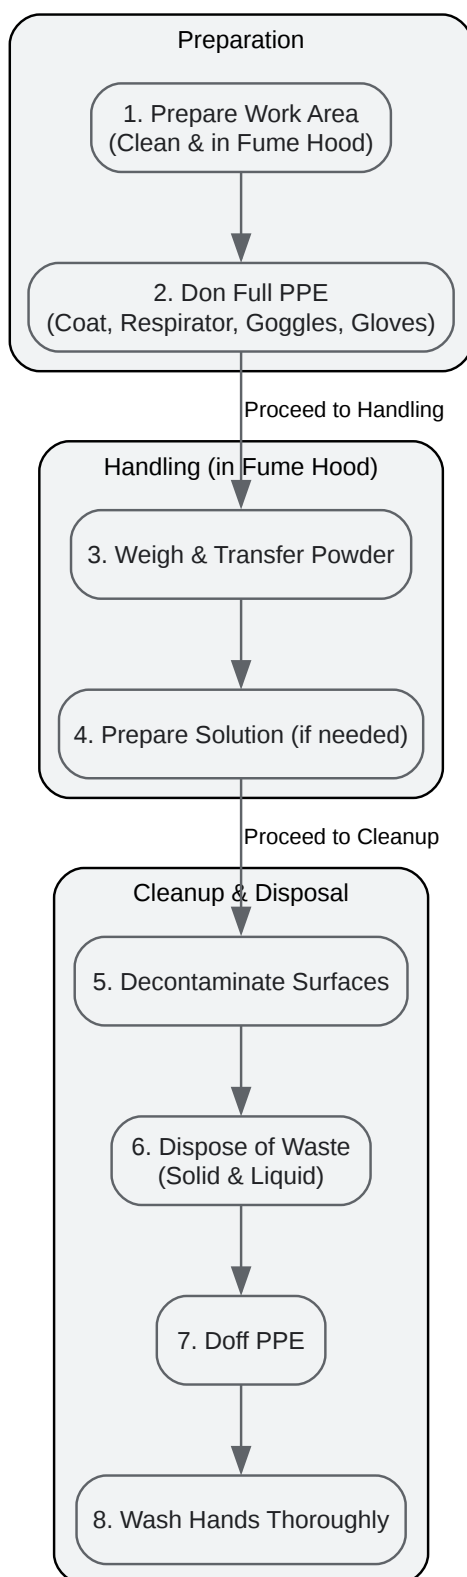 Preparation
1. Prepare Work Area
(Clean & in Fume Hood)
2. Don Full PPE
(Coat, Respirator, Goggles, Gloves)
Proceed to Handling
Handling (in Fume Hood)
3. Weigh & Transfer Powder
4. Prepare Solution (if needed)
Proceed to Cleanup
Cleanup & Disposal
5. Decontaminate Surfaces
6. Dispose of Waste
(Solid & Liquid)
7. Doff PPE
8. Wash Hands Thoroughly